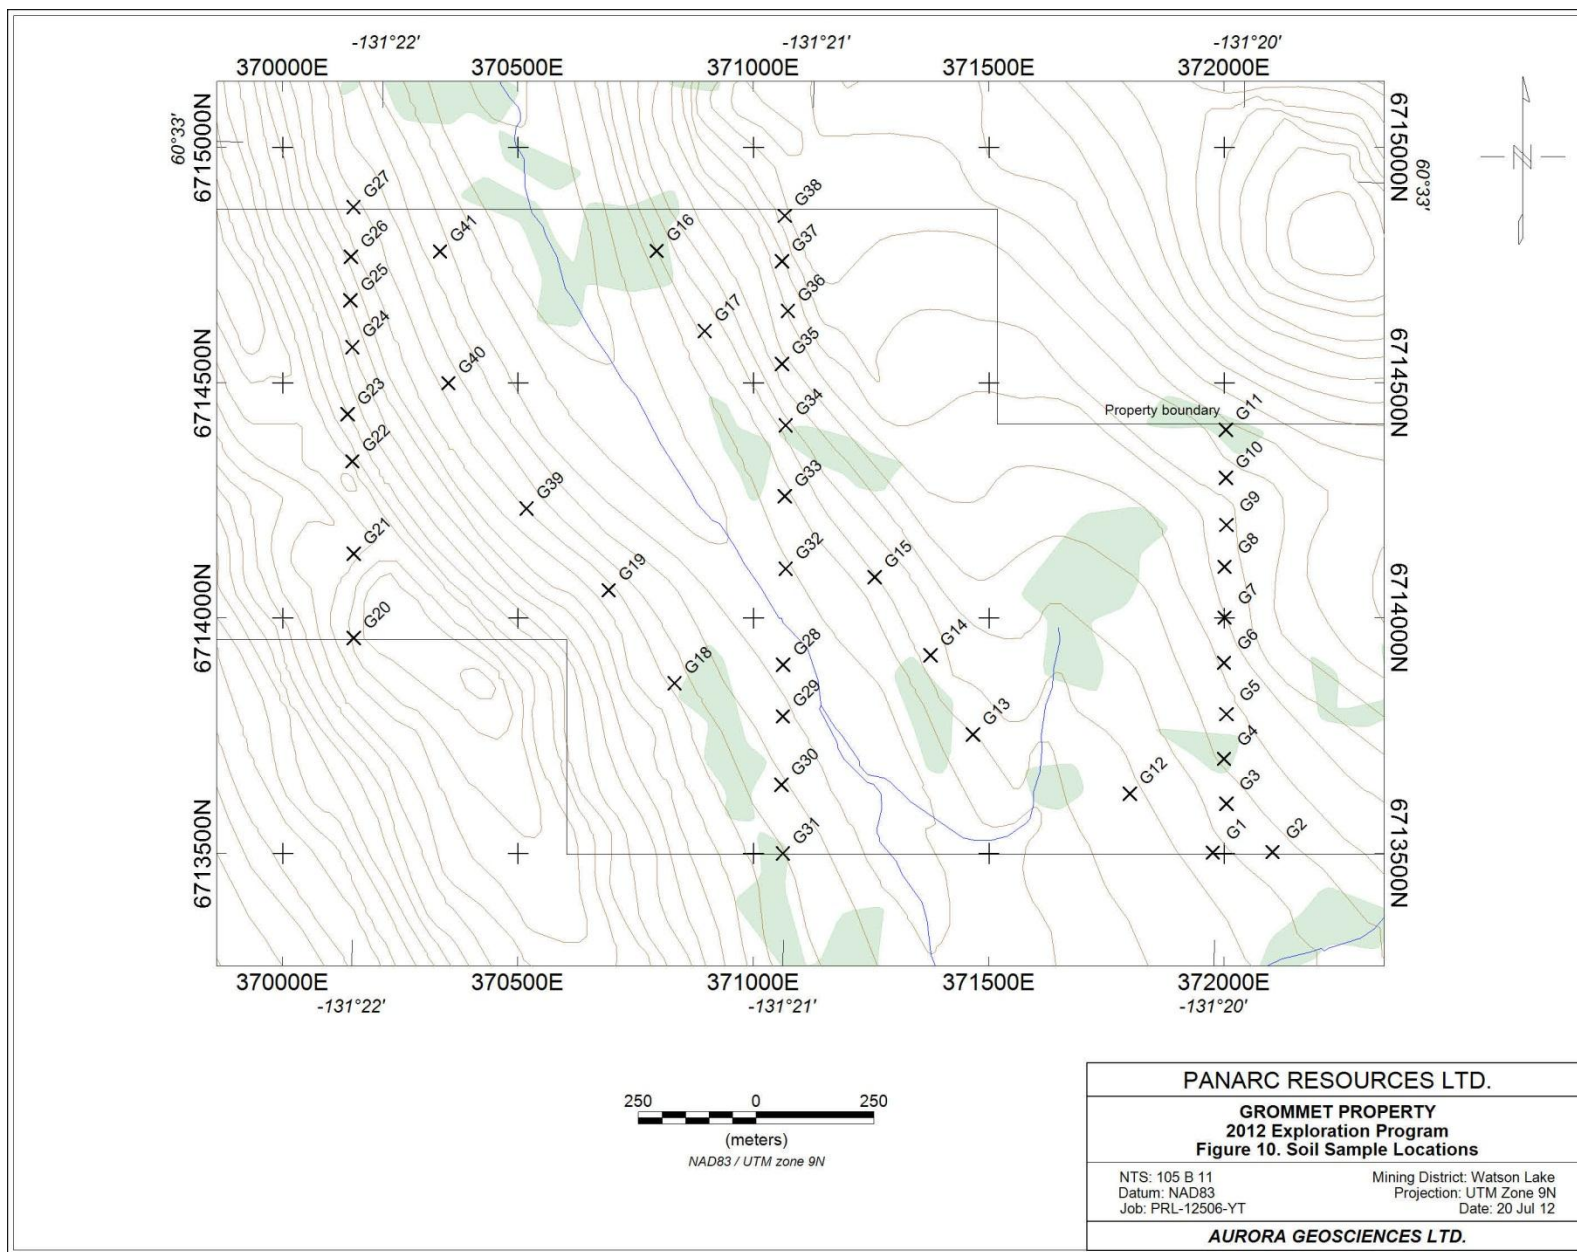 -131°22' -131°21' -131°20'
370000E 370500E 371000E 371500E 372000E
60°33' 6715000N 6715000N 60°33'
N
G27 G38
G26 G41 G16 G37
G25 G36
G17
G24 G35
G40
6714500N 6714500N
G23 G34 Property boundary G11
G22 G10
G39 G33 G9
G21 G32 G8
G19 G15 G7
6714000N 6714000N
G20 G28 G14 G6
G18 G29 G5
G13 G4
G30 G12 G3
6713500N G31 G1 G2 6713500N
370000E 370500E 371000E 371500E 372000E
-131°22' -131°21' -131°20'
250 0 250
(meters)
NAD83 / UTM zone 9N
PANARC RESOURCES LTD.
GROMMET PROPERTY
2012 Exploration Program
Figure 10. Soil Sample Locations
NTS: 105 B 11 Mining District: Watson Lake
Datum: NAD83 Projection: UTM Zone 9N
Job: PRL-12506-YT Date: 20 Jul 12
AURORA GEOSCIENCES LTD.